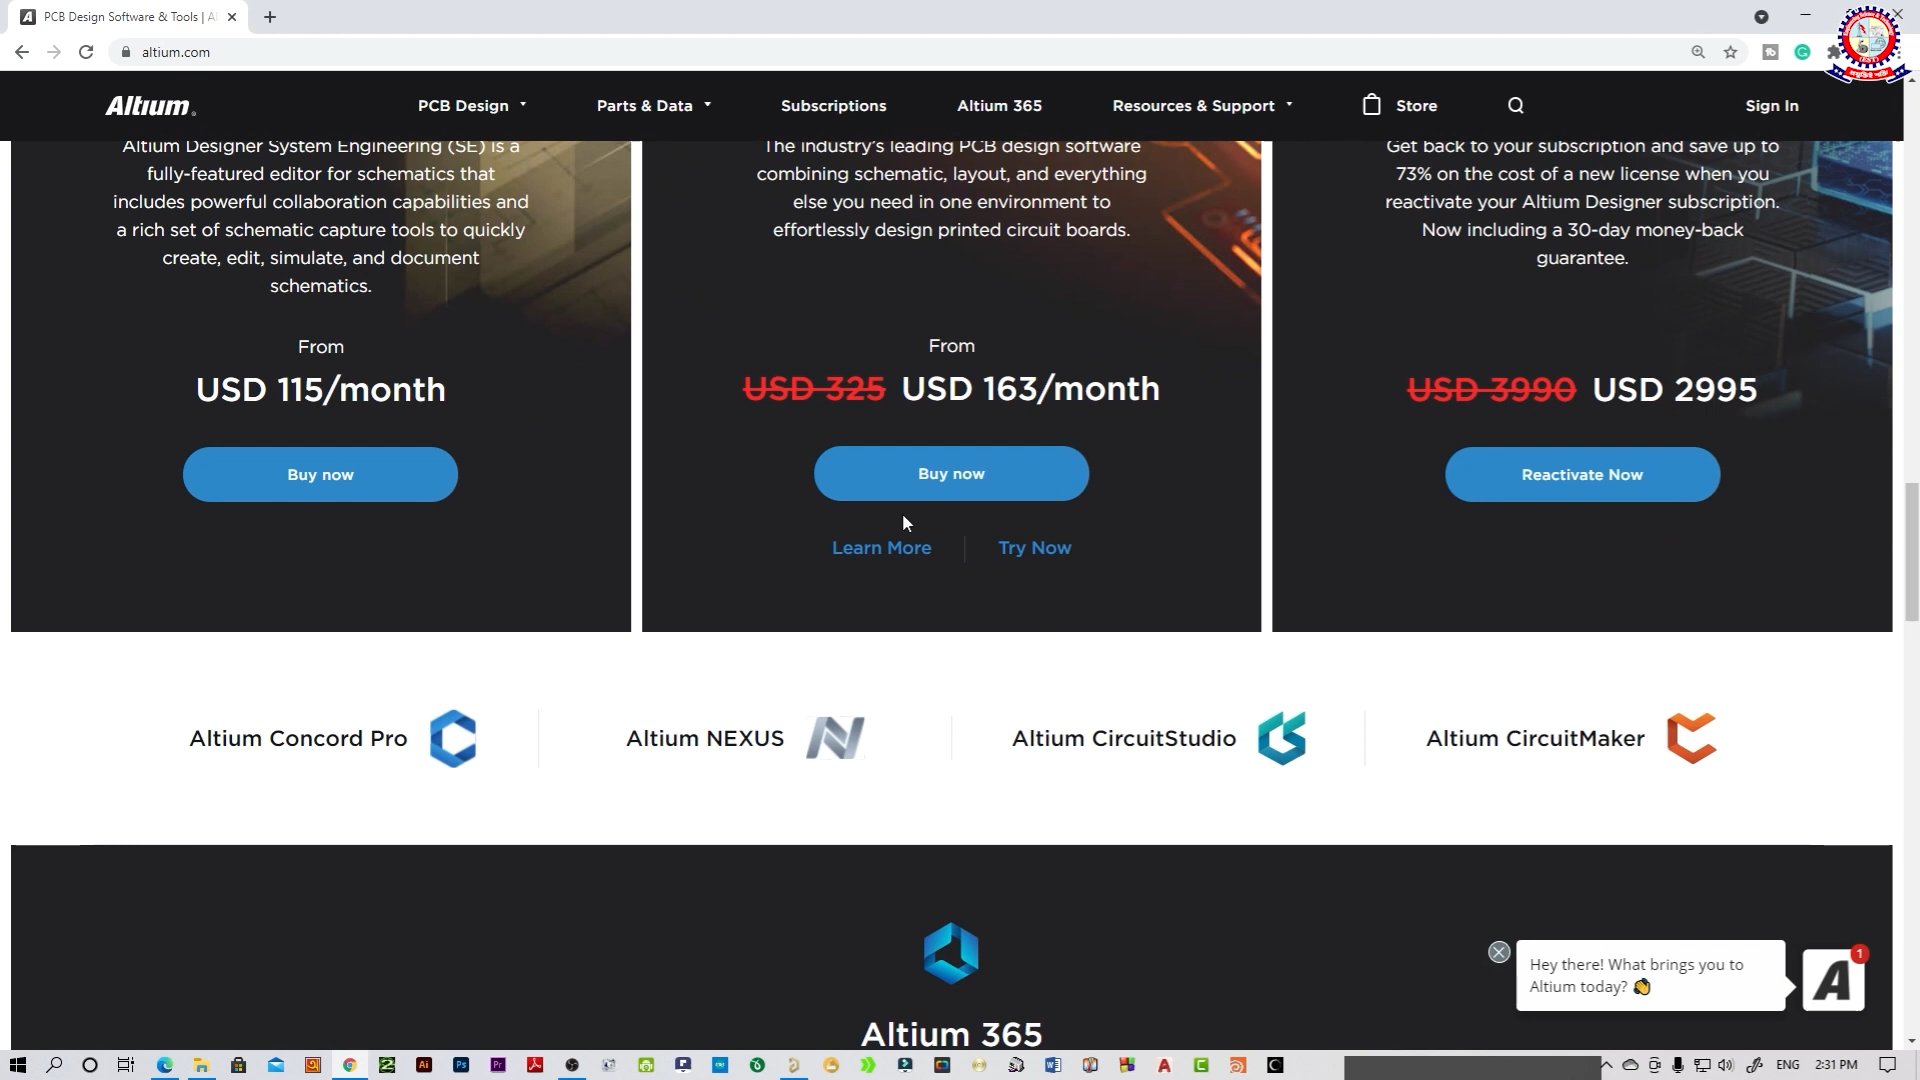 PCB Design Software & Tools | Al
altium.com
Altium
PCB Design
Parts & Data
Subscriptions
Altium 365
Resources & Support
Store
Sign In
Altium Designer System Engineering (SE) is a
fully-featured editor for schematics that
includes powerful collaboration capabilities and
a rich set of schematic capture tools to quickly
create, edit, simulate, and document
schematics.
From
USD 115/month
Buy now
The industry's leading PCB design software
combining schematic, layout, and everything
else you need in one environment to
effortlessly design printed circuit boards.
From
USD 325 USD 163/month
Buy now
Learn More
Try Now
Get back to your subscription and save up to
73% on the cost of a new license when you
reactivate your Altium Designer subscription.
Now including a 30-day money-back
guarantee.
USD 3990 USD 2995
Reactivate Now
Altium Concord Pro
Altium NEXUS
Altium CircuitStudio
Altium CircuitMaker
Altium 365
Hey there! What brings you to
Altium today?
1
ENG
2:31 PM